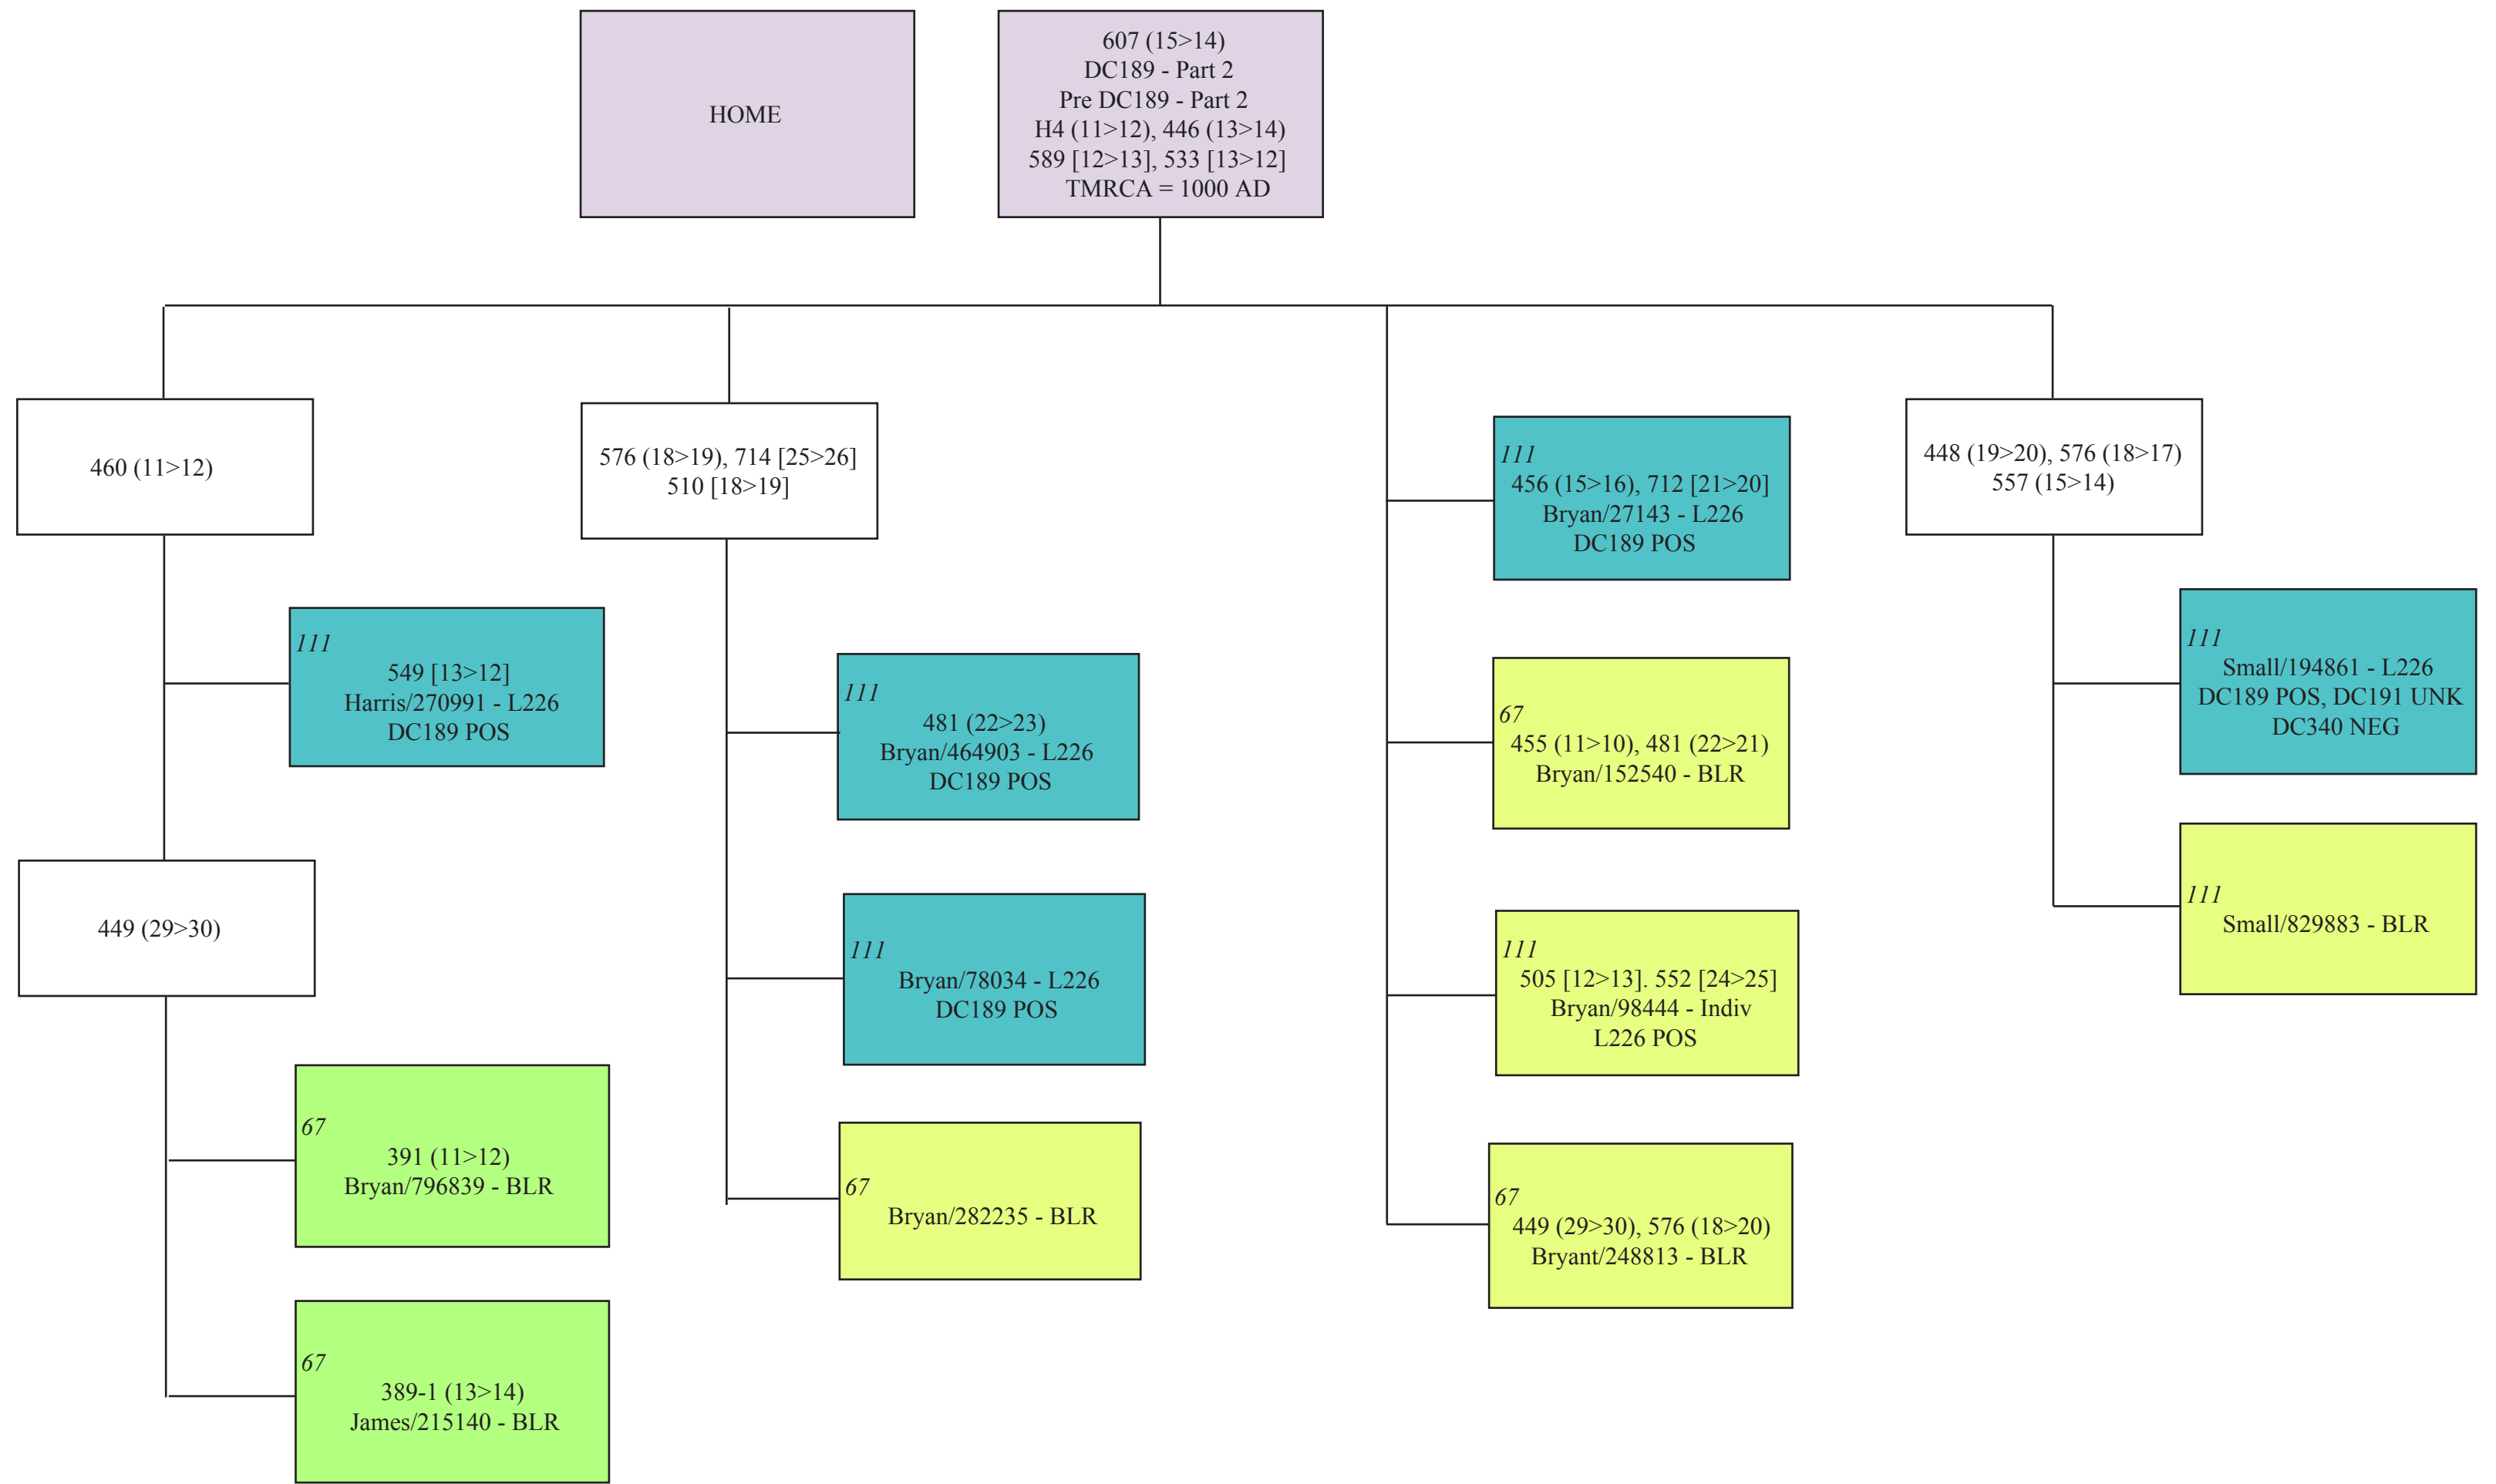 HOME
607 (15>14)
DC189 - Part 2
Pre DC189 - Part 2
H4 (11>12), 446 (13>14)
589 [12>13], 533 [13>12]
TMRCA = 1000 AD
460 (11>12)
111
549 [13>12]
Harris/270991 - L226
DC189 POS
449 (29>30)
67
391 (11>12)
Bryan/796839 - BLR
67
389-1 (13>14)
James/215140 - BLR
576 (18>19), 714 [25>26]
510 [18>19]
111
481 (22>23)
Bryan/464903 - L226
DC189 POS
111
Bryan/78034 - L226
DC189 POS
67
Bryan/282235 - BLR
111
456 (15>16), 712 [21>20]
Bryan/27143 - L226
DC189 POS
67
455 (11>10), 481 (22>21)
Bryan/152540 - BLR
111
505 [12>13]. 552 [24>25]
Bryan/98444 - Indiv
L226 POS
67
449 (29>30), 576 (18>20)
Bryant/248813 - BLR
448 (19>20), 576 (18>17)
557 (15>14)
111
Small/194861 - L226
DC189 POS, DC191 UNK
DC340 NEG
111
Small/829883 - BLR